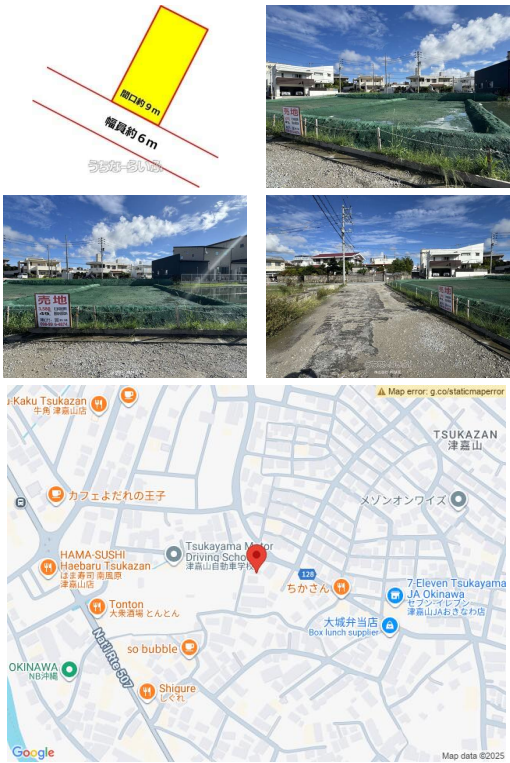 間口約９ｍ
幅員約６ｍ
うちなーらいふ
売地
売地
売地
Map error: g.co/staticmaperror
u-Kaku Tsukazan
牛角 津嘉山店
TSUKAZAN
津嘉山
カフェよだれの王子
メゾンオンワイズ
Tsukayama Motor
Driving School
津嘉山自動車学校
HAMA-SUSHI
Haebaru Tsukazan
はま寿司 南風原
津嘉山店
128
ちかさん
7-Eleven Tsukayama
JA Okinawa
セブン-イレブン
津嘉山JAおきなわ店
Tonton
大衆酒場 とんとん
大城弁当店
Box lunch supplier
Nat'l Rte 507
so bubble
OKINAWA
NB沖縄
Shigure
しぐれ
Google
Map data ©2025